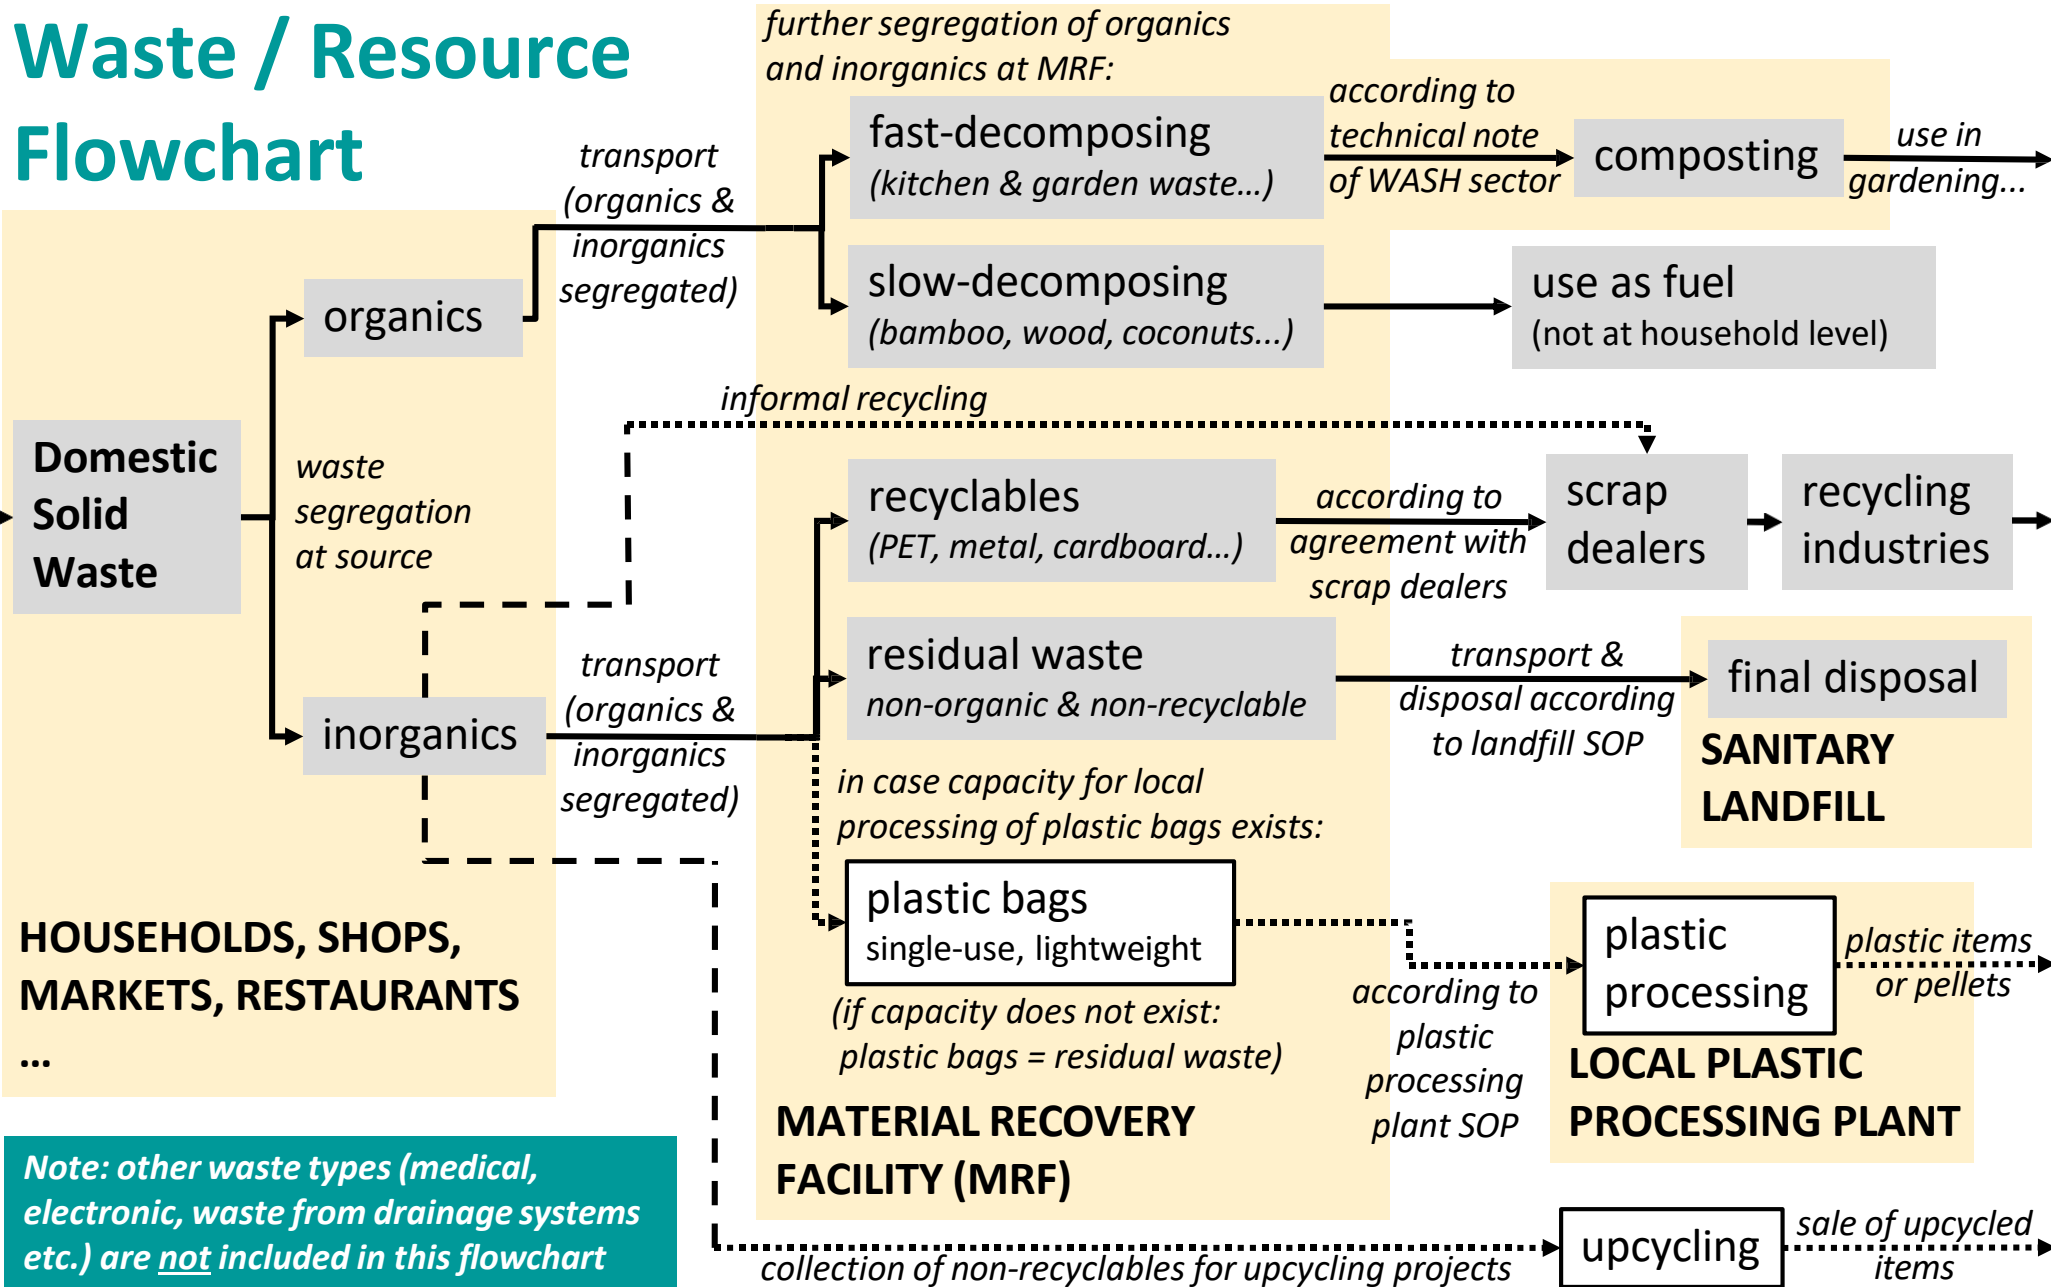 Waste / Resource
Flowchart
further segregation of organics
and inorganics at MRF:
transport
(organics &
inorganics
segregated)
fast-decomposing
(kitchen & garden waste...)
according to
technical note
of WASH sector
composting
use in
gardening...
organics
slow-decomposing
(bamboo, wood, coconuts...)
use as fuel
(not at household level)
informal recycling
Domestic
Solid
Waste
waste
segregation
at source
recyclables
(PET, metal, cardboard...)
according to
agreement with
scrap dealers
scrap
dealers
recycling
industries
inorganics
transport
(organics &
inorganics
segregated)
residual waste
non-organic & non-recyclable
transport &
disposal according
to landfill SOP
final disposal
SANITARY
LANDFILL
in case capacity for local
processing of plastic bags exists:
plastic bags
single-use, lightweight
(if capacity does not exist:
plastic bags = residual waste)
according to
plastic
processing
plant SOP
plastic
processing
plastic items
or pellets
LOCAL PLASTIC
PROCESSING PLANT
HOUSEHOLDS, SHOPS,
MARKETS, RESTAURANTS
...
MATERIAL RECOVERY
FACILITY (MRF)
Note: other waste types (medical,
electronic, waste from drainage systems
etc.) are not included in this flowchart
collection of non-recyclables for upcycling projects
upcycling
sale of upcycled
items